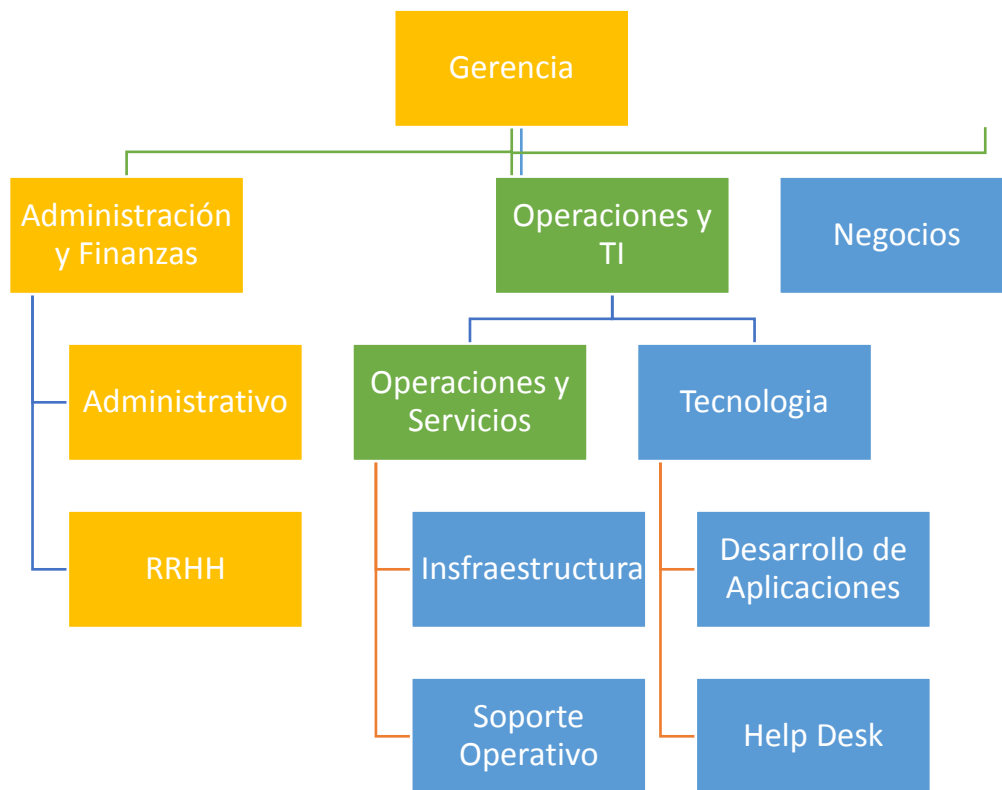 Gerencia
Administración
y Finanzas
Operaciones y
TI
Negocios
Administrativo
Operaciones y
Servicios
Tecnologia
RRHH
Insfraestructura
Desarrollo de
Aplicaciones
Soporte
Operativo
Help Desk